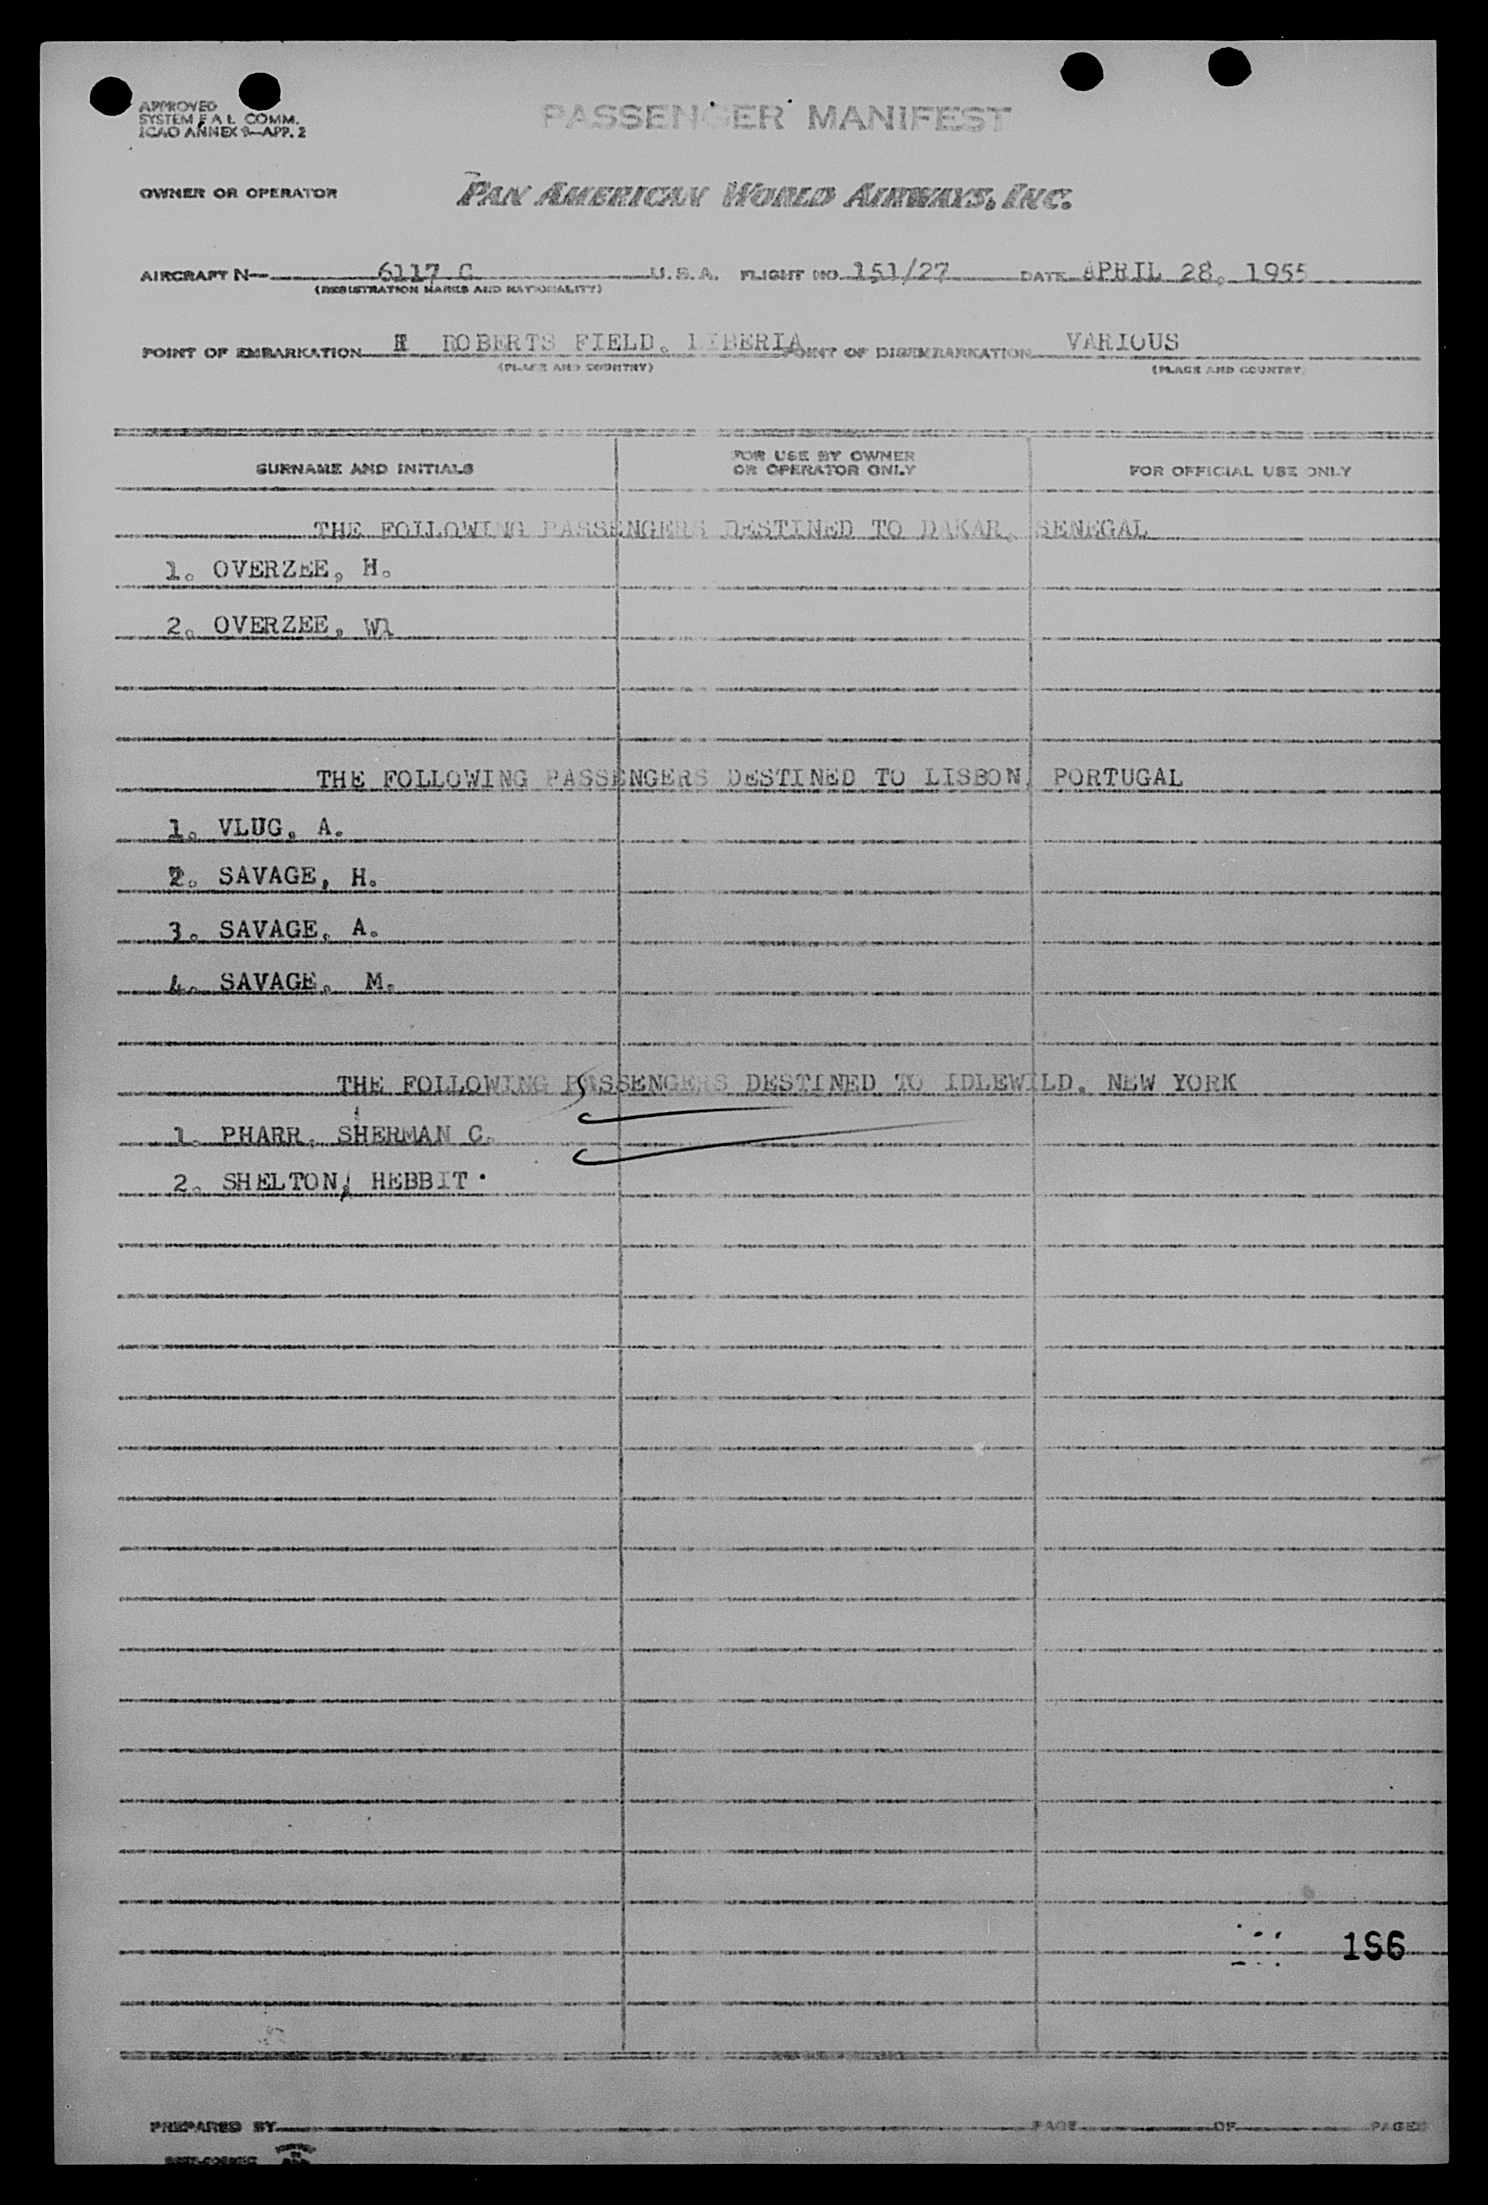 APPROVED
SYSTEM F A L COMM.
ICAO ANNEX 9—APP. 2
PASSENGER MANIFEST
OWNER OR OPERATOR PAN AMERICAN WORLD AIRWAYS, INC.
AIRCRAFT N— 6117 C U.S.A. FLIGHT NO. 151/27 DATE APRIL 28, 1955
(REGISTRATION MARKS AND NATIONALITY)
POINT OF EMBARKATION ROBERTS FIELD, LIBERIA POINT OF DISEMBARKATION VARIOUS
(PLACE AND COUNTRY) (PLACE AND COUNTRY)
SURNAME AND INITIALS FOR USE BY OWNER OR OPERATOR ONLY FOR OFFICIAL USE ONLY
THE FOLLOWING PASSENGERS DESTINED TO DAKAR, SENEGAL
1. OVERZEE, H.
2. OVERZEE,
THE FOLLOWING PASSENGERS DESTINED TO LISBON, PORTUGAL
1. VLUG, A.
2. SAVAGE, H.
3. SAVAGE, A.
4. SAVAGE, M.
THE FOLLOWING PASSENGERS DESTINED TO IDLEWILD, NEW YORK
1. PHARR, SHERMAN C.
2. SHELTON, HEBBIT
PREPARED BY PAGE OF PAGES